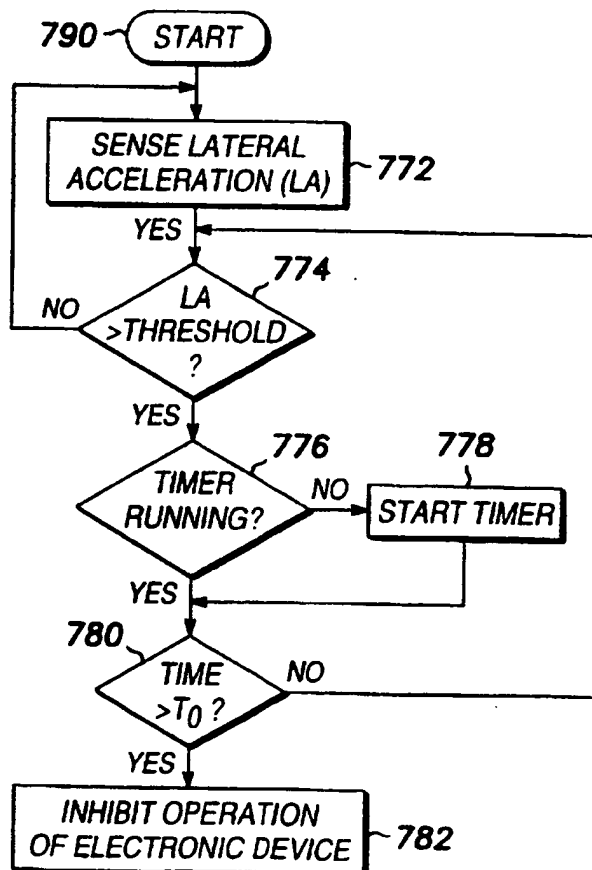 790
START
SENSE LATERAL
ACCELERATION (LA)
772
YES
774
NO
LA
>THRESHOLD
?
YES
776
778
TIMER
RUNNING?
NO
START TIMER
YES
780
TIME
>T0 ?
NO
YES
INHIBIT OPERATION
OF ELECTRONIC DEVICE
782